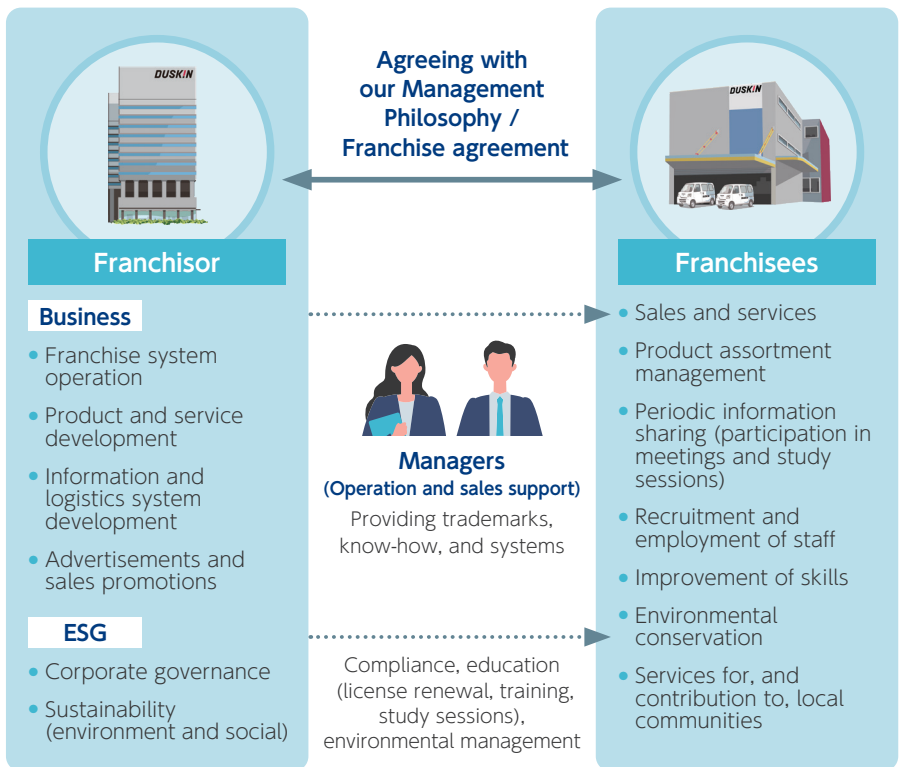 DUSKIN
Franchisor
Business
• Franchise system
operation
• Product and service
development
• Information and
logistics system
development
• Advertisements and
sales promotions
ESG
• Corporate governance
• Sustainability
(environment and social)
Agreeing with
our Management
Philosophy /
Franchise agreement
Managers
(Operation and sales support)
Providing trademarks,
know-how, and systems
Compliance, education
(license renewal, training,
study sessions),
environmental management
DUSKIN
Franchisees
• Sales and services
• Product assortment
management
• Periodic information
sharing (participation in
meetings and study
sessions)
• Recruitment and
employment of staff
• Improvement of skills
• Environmental
conservation
• Services for, and
contribution to, local
communities